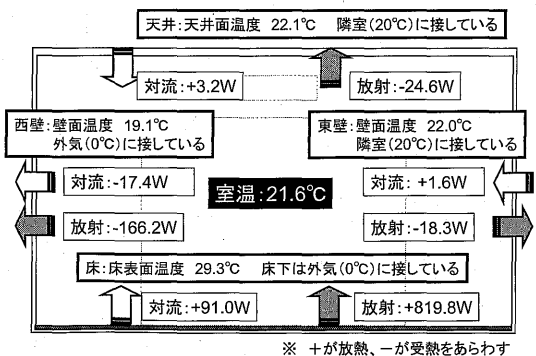 天井:天井面温度 22.1℃ 隣室(20℃)に接している
対流:+3.2W
放射:-24.6W
西壁:壁面温度 19.1℃
外気(0℃)に接している
東壁:壁面温度 22.0℃
隣室(20℃)に接している
対流:-17.4W
室温:21.6℃
対流:+1.6W
放射:-166.2W
放射:-18.3W
床:床表面温度 29.3℃ 床下は外気(0℃)に接している
対流:+91.0W
放射:+819.8W
※ +が放熱、-が受熱をあらわす